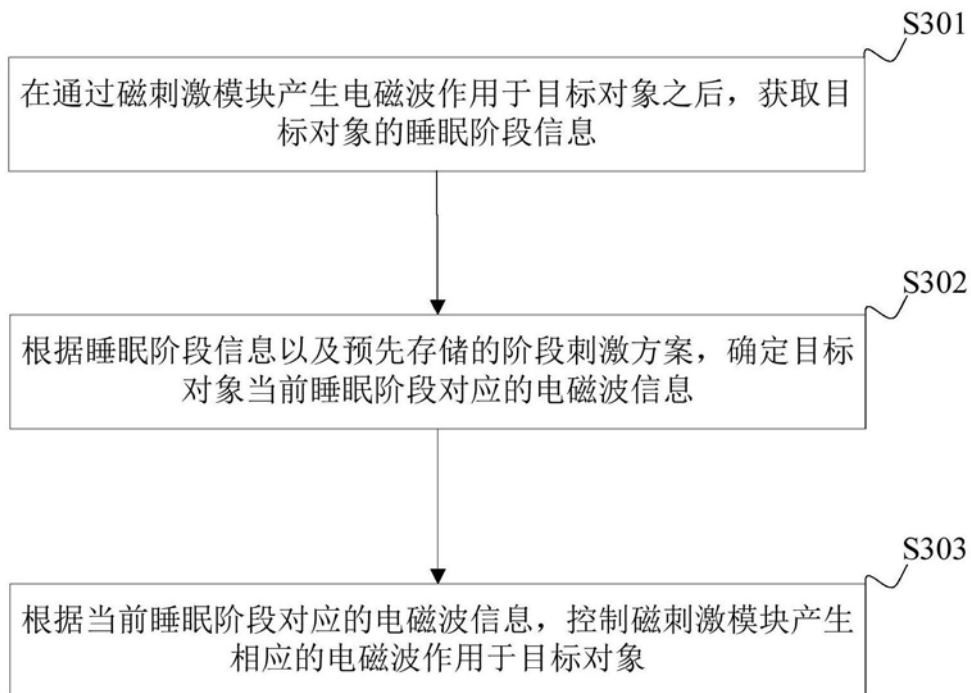 S301
在通过磁刺激模块产生电磁波作用于目标对象之后，获取目
标对象的睡眠阶段信息
S302
根据睡眠阶段信息以及预先存储的阶段刺激方案，确定目标
对象当前睡眠阶段对应的电磁波信息
S303
根据当前睡眠阶段对应的电磁波信息，控制磁刺激模块产生
相应的电磁波作用于目标对象